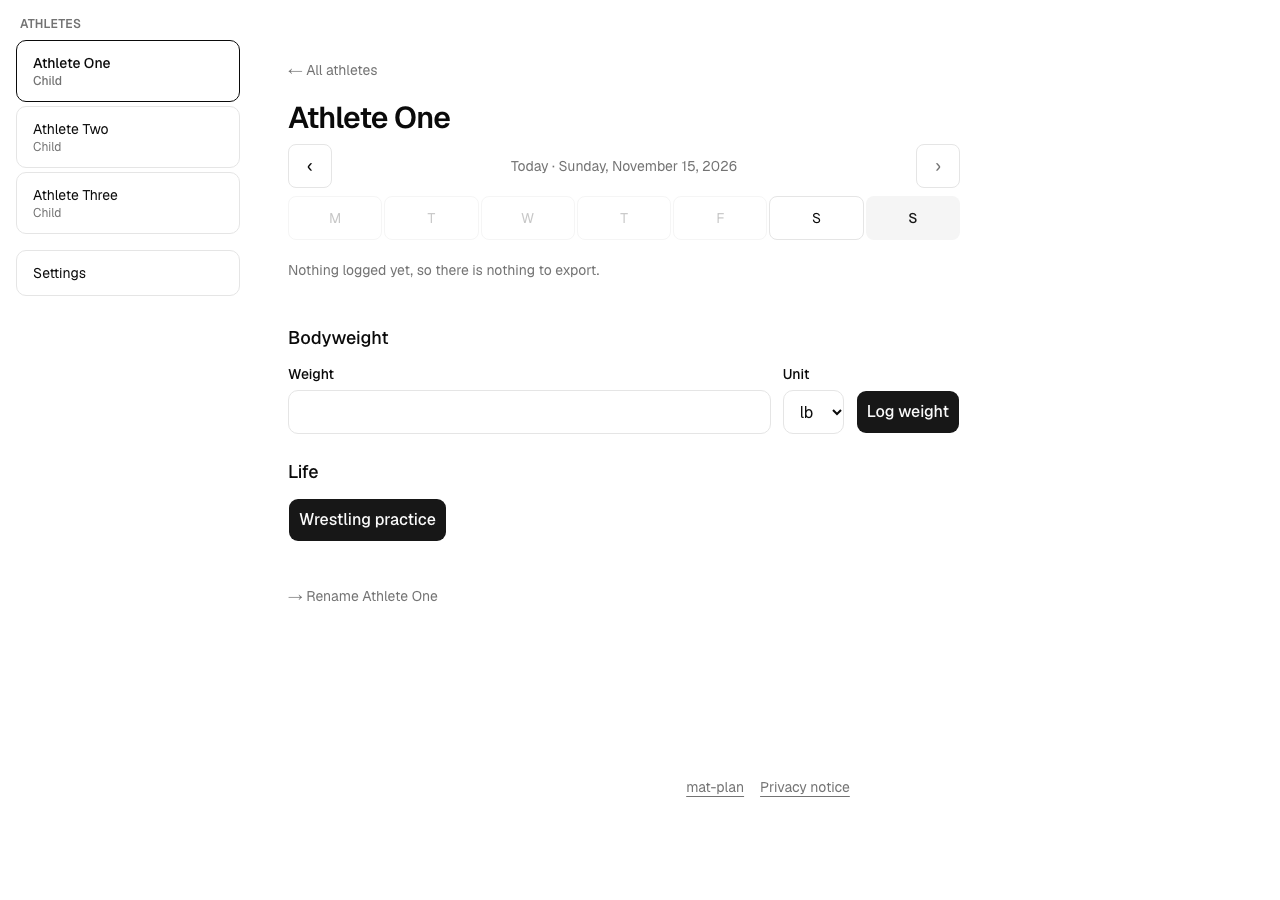 ATHLETES
Athlete One
Child
Athlete Two
Child
Athlete Three
Child
Settings
← All athletes
Athlete One
‹ Today · Sunday, November 15, 2026 ›
M T W T F S S
Nothing logged yet, so there is nothing to export.
Bodyweight
Weight Unit
lb Log weight
Life
Wrestling practice
→ Rename Athlete One
mat-plan Privacy notice